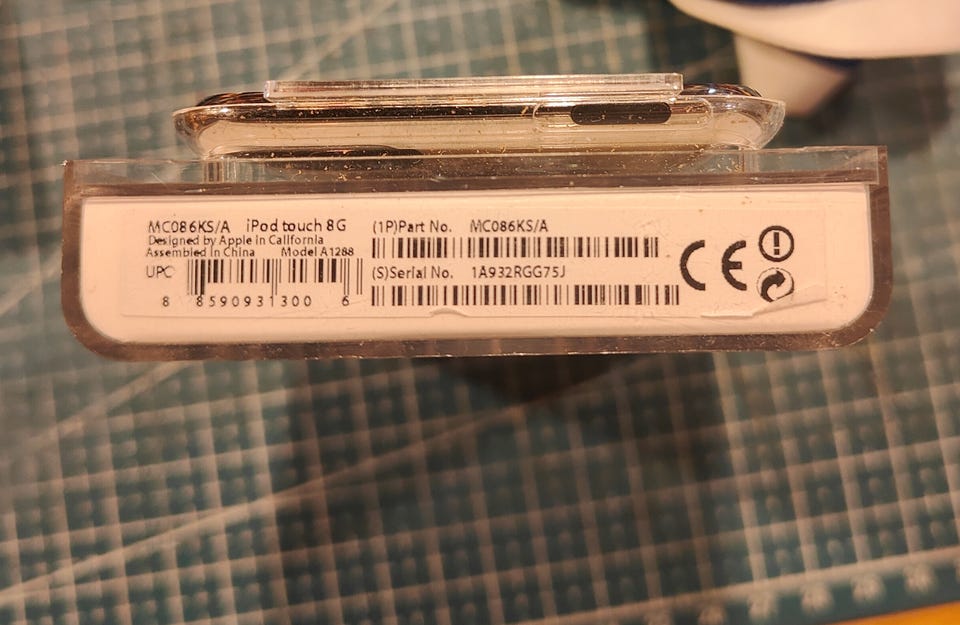 MC086KS/A iPod touch 8G
Designed by Apple in California
Assembled in China Model A1288
UPC
8 8590931300 6
(1P)Part No. MC086KS/A
(S)Serial No. 1A932RGG75J
CE